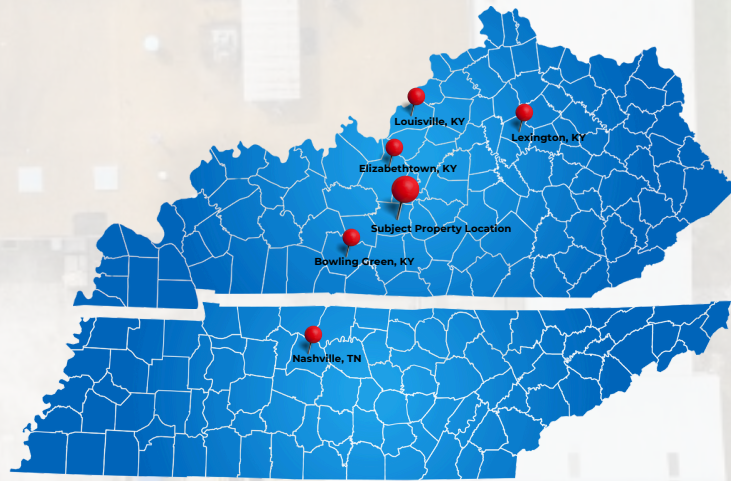 Louisville, KY
Lexington, KY
Elizabethtown, KY
Subject Property Location
Bowling Green, KY
Nashville, TN